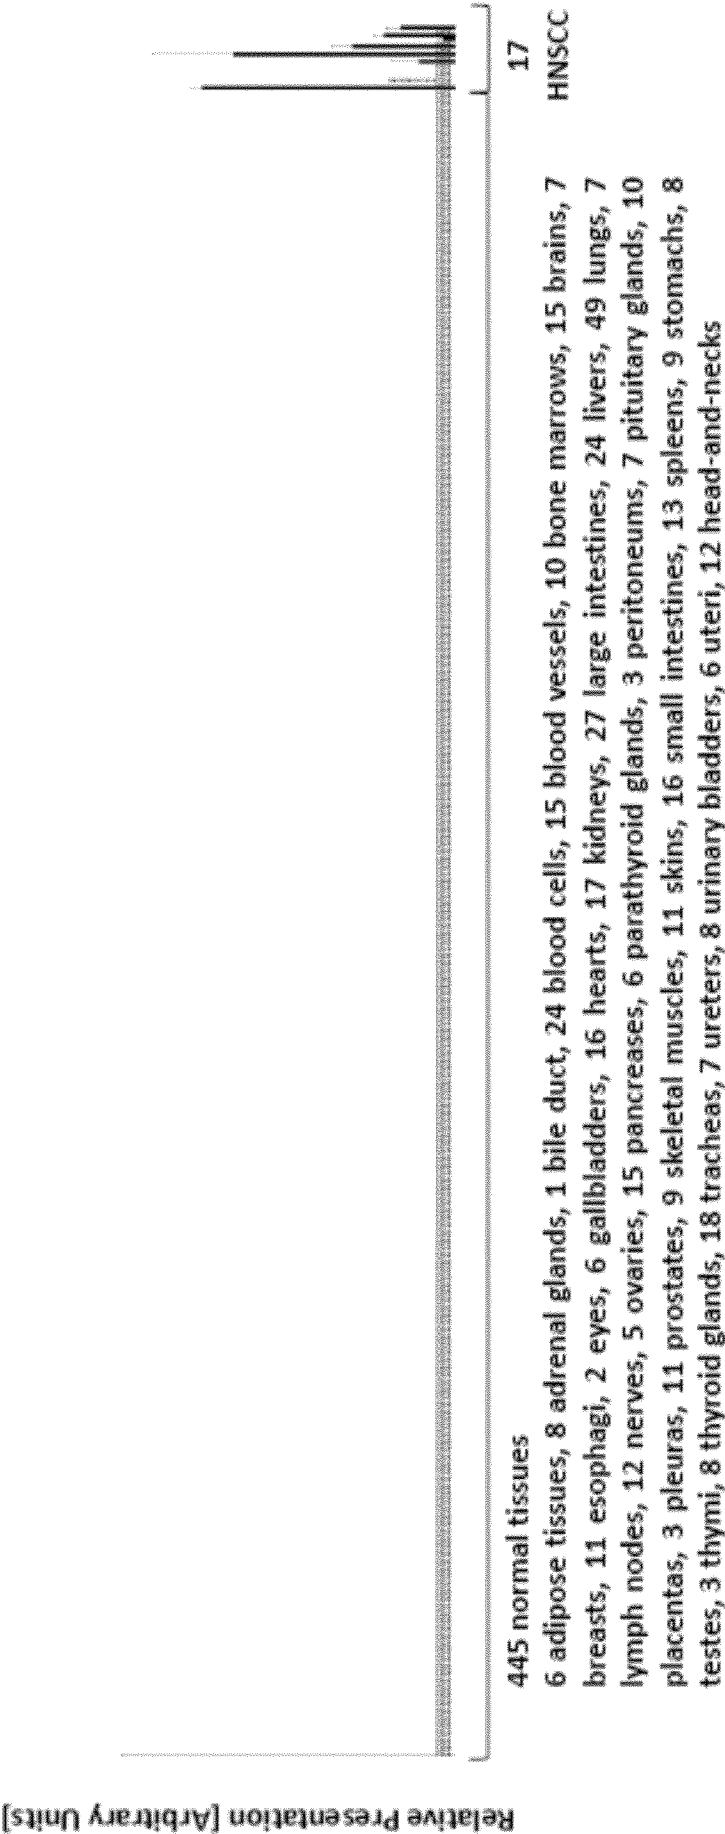 Relative Presentation [Arbitrary Units]
445 normal tissues
17
HNSCC
6 adipose tissues, 8 adrenal glands, 1 bile duct, 24 blood cells, 15 blood vessels, 10 bone marrows, 15 brains, 7
breasts, 11 esophagi, 2 eyes, 6 gallbladders, 16 hearts, 17 kidneys, 27 large intestines, 24 livers, 49 lungs, 7
lymph nodes, 12 nerves, 5 ovaries, 15 pancreases, 6 parathyroid glands, 3 peritoneums, 7 pituitary glands, 10
placentas, 3 pleuras, 11 prostates, 9 skeletal muscles, 11 skins, 16 small intestines, 13 spleens, 9 stomachs, 8
testes, 3 thymi, 8 thyroid glands, 18 tracheas, 7 ureters, 8 urinary bladders, 6 uteri, 12 head-and-necks